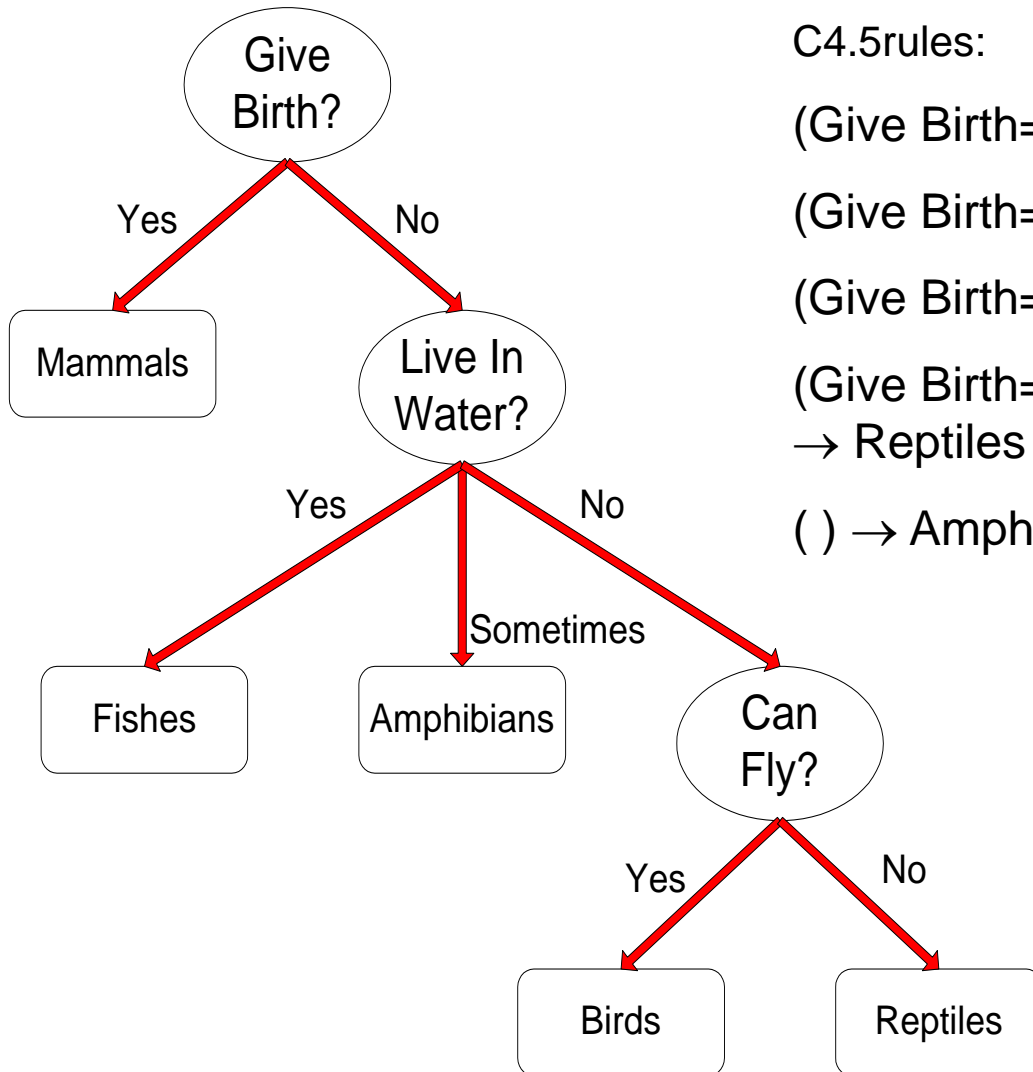 Give
Birth?
Yes
No
Mammals
Live In
Water?
Yes
Sometimes
No
Fishes
Amphibians
Can
Fly?
Yes
No
Birds
Reptiles
C4.5rules:
(Give Birth=
(Give Birth=
(Give Birth=
(Give Birth=
→ Reptiles
( ) → Amph